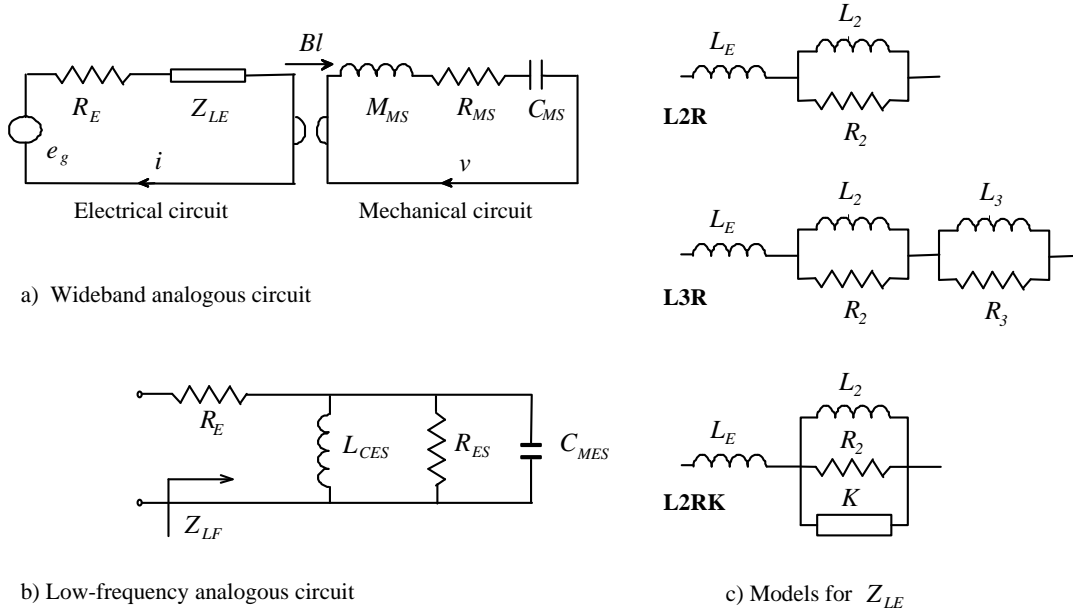 Bl
R_E
Z_LE
M_MS
R_MS
C_MS
e_g
i
v
Electrical circuit
Mechanical circuit
a) Wideband analogous circuit
R_E
L_CES
R_ES
C_MES
Z_LF
b) Low-frequency analogous circuit
L_2
L_E
L2R
R_2
L_2
L_3
L_E
L3R
R_2
R_3
L_2
L_E
R_2
L2RK
K
c) Models for Z_LE